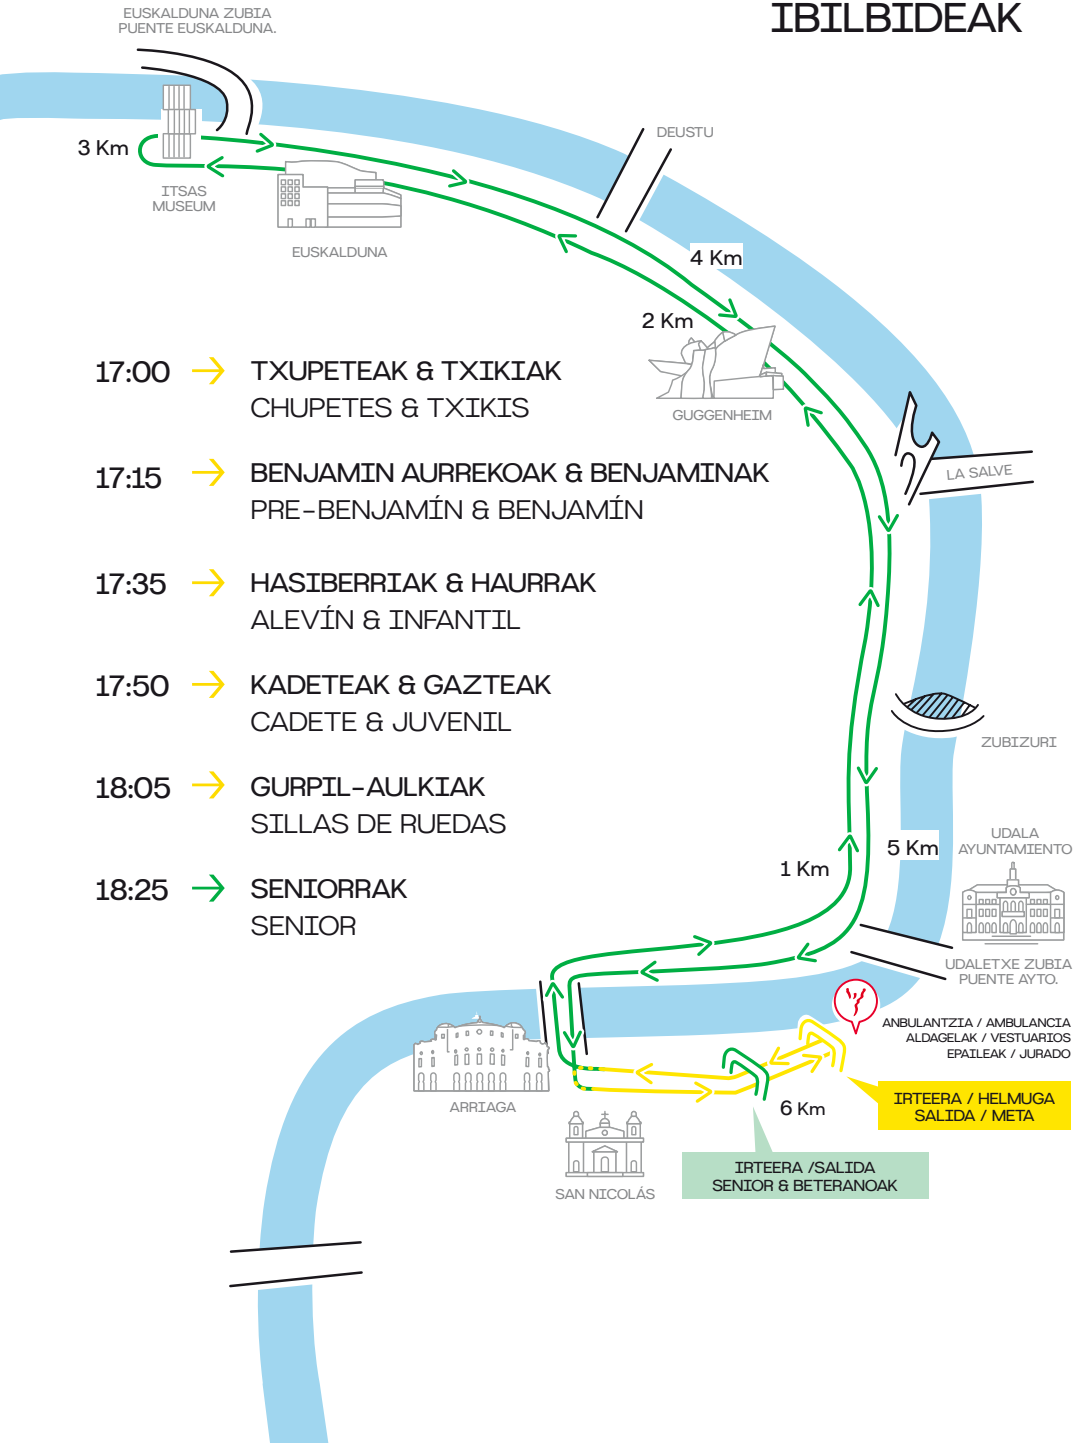 IBILBIDEAK
EUSKALDUNA ZUBIA
PUENTE EUSKALDUNA.
DEUSTU
3 Km
ITSAS
MUSEUM
EUSKALDUNA
4 Km
2 Km
GUGGENHEIM
LA SALVE
17:00 → TXUPETEAK & TXIKIAK
CHUPETES & TXIKIS
17:15 → BENJAMIN AURREKOAK & BENJAMINAK
PRE-BENJAMÍN & BENJAMÍN
17:35 → HASIBERRIAK & HAURRAK
ALEVÍN & INFANTIL
17:50 → KADETEAK & GAZTEAK
CADETE & JUVENIL
18:05 → GURPIL-AULKIAK
SILLAS DE RUEDAS
18:25 → SENIORRAK
SENIOR
ZUBIZURI
UDALA
AYUNTAMIENTO
5 Km
1 Km
UDALETXE ZUBIA
PUENTE AYTO.
ANBULANTZIA / AMBULANCIA
ALDAGELAK / VESTUARIOS
EPAILEAK / JURADO
ARRIAGA
6 Km
IRTEERA / HELMUGA
SALIDA / META
IRTEERA /SALIDA
SENIOR & BETERANOAK
SAN NICOLÁS